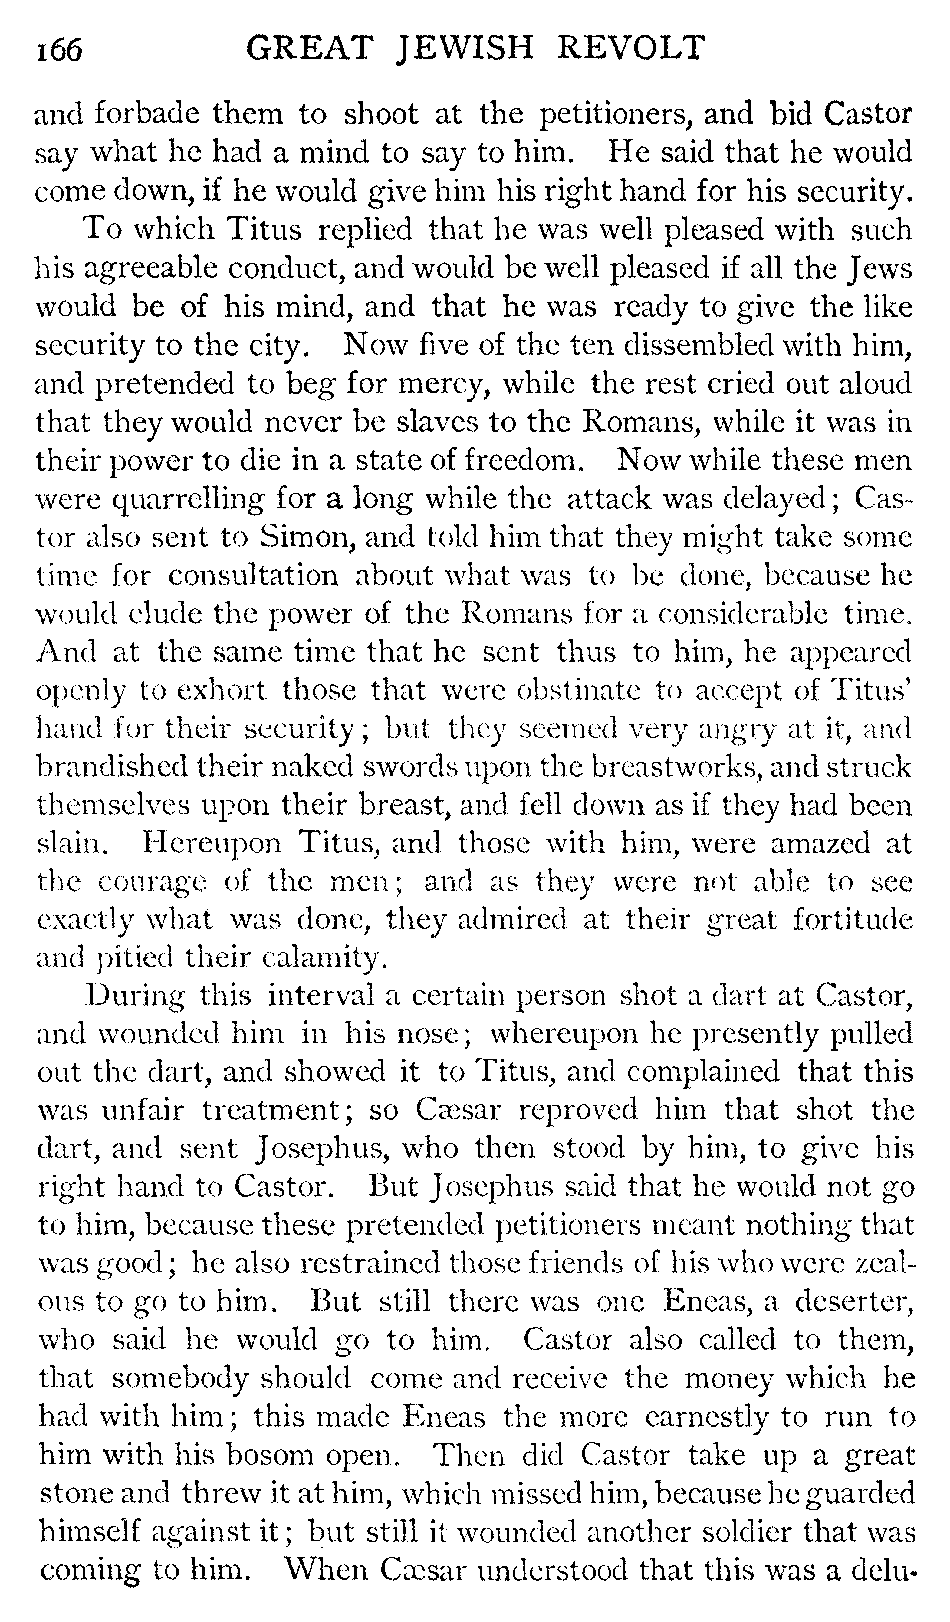 166 GREAT JEWISH REVOLT
and forbade them to shoot at the petitioners, and bid Castor
say what he had a mind to say to him. He said that he would
come down, if he would give him his right hand for his security.
To which Titus replied that he was well pleased with such
his agreeable conduct, and would be well pleased if all the Jews
would be of his mind, and that he was ready to give the like
security to the city. Now five of the ten dissembled with him,
and pretended to beg for mercy, while the rest cried out aloud
that they would never be slaves to the Romans, while it was in
their power to die in a state of freedom. Now while these men
were quarrelling for a long while the attack was delayed; Cas-
tor also sent to Simon, and told him that they might take some
time for consultation about what was to be done, because he
would elude the power of the Romans for a considerable time.
And at the same time that he sent thus to him, he appeared
openly to exhort those that were obstinate to accept of Titus'
hand for their security; but they seemed very angry at it, and
brandished their naked swords upon the breastworks, and struck
themselves upon their breast, and fell down as if they had been
slain. Hereupon Titus, and those with him, were amazed at
the courage of the men; and as they were not able to see
exactly what was done, they admired at their great fortitude
and pitied their calamity.
During this interval a certain person shot a dart at Castor,
and wounded him in his nose; whereupon he presently pulled
out the dart, and showed it to Titus, and complained that this
was unfair treatment; so Cæsar reproved him that shot the
dart, and sent Josephus, who then stood by him, to give his
right hand to Castor. But Josephus said that he would not go
to him, because these pretended petitioners meant nothing that
was good; he also restrained those friends of his who were zeal-
ous to go to him. But still there was one Eneas, a deserter,
who said he would go to him. Castor also called to them,
that somebody should come and receive the money which he
had with him; this made Eneas the more earnestly to run to
him with his bosom open. Then did Castor take up a great
stone and threw it at him, which missed him, because he guarded
himself against it; but still it wounded another soldier that was
coming to him. When Cæsar understood that this was a delu-